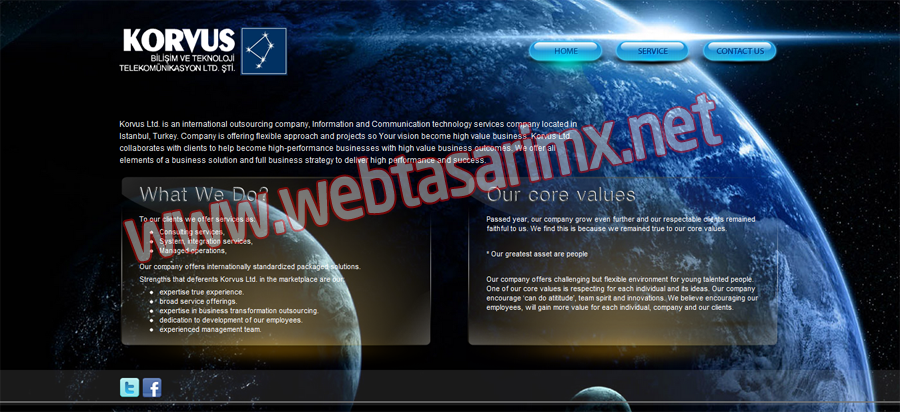 KORVUS
BİLİŞİM VE TEKNOLOJİ
TELEKOMÜNİKASYON LTD. ŞTİ.
HOME
SERVICE
CONTACT US
Korvus Ltd. is an international outsourcing company, Information and Communication technology services company located in
Istanbul, Turkey. Company is offering flexible approach and projects so Your vision become high value business. Korvus Ltd.
collaborates with clients to help become high-performance businesses with high value business outcomes. We offer all
elements of a business solution and full business strategy to deliver high performance and success.
www.webtasarimx.net
What We Do?
To our clients we offer services as:
Consulting services,
System, integration services,
Managed operations,
Our company offers internationally standardized packaged solutions.
Strengths that deferents Korvus Ltd. in the marketplace are our:
expertise true experience.
broad service offerings.
expertise in business transformation outsourcing.
dedication to development of our employees.
experienced management team.
Our core values
Passed year, our company grow even further and our respectable clients remained
faithful to us. We find this is because we remained true to our core values.
* Our greatest asset are people
Our company offers challenging but flexible environment for young talented people.
One of our core values is respecting for each individual and its ideas. Our company
encourage 'can do attitude', team spirit and innovations. We believe encouraging our
employees, will gain more value for each individual, company and our clients.